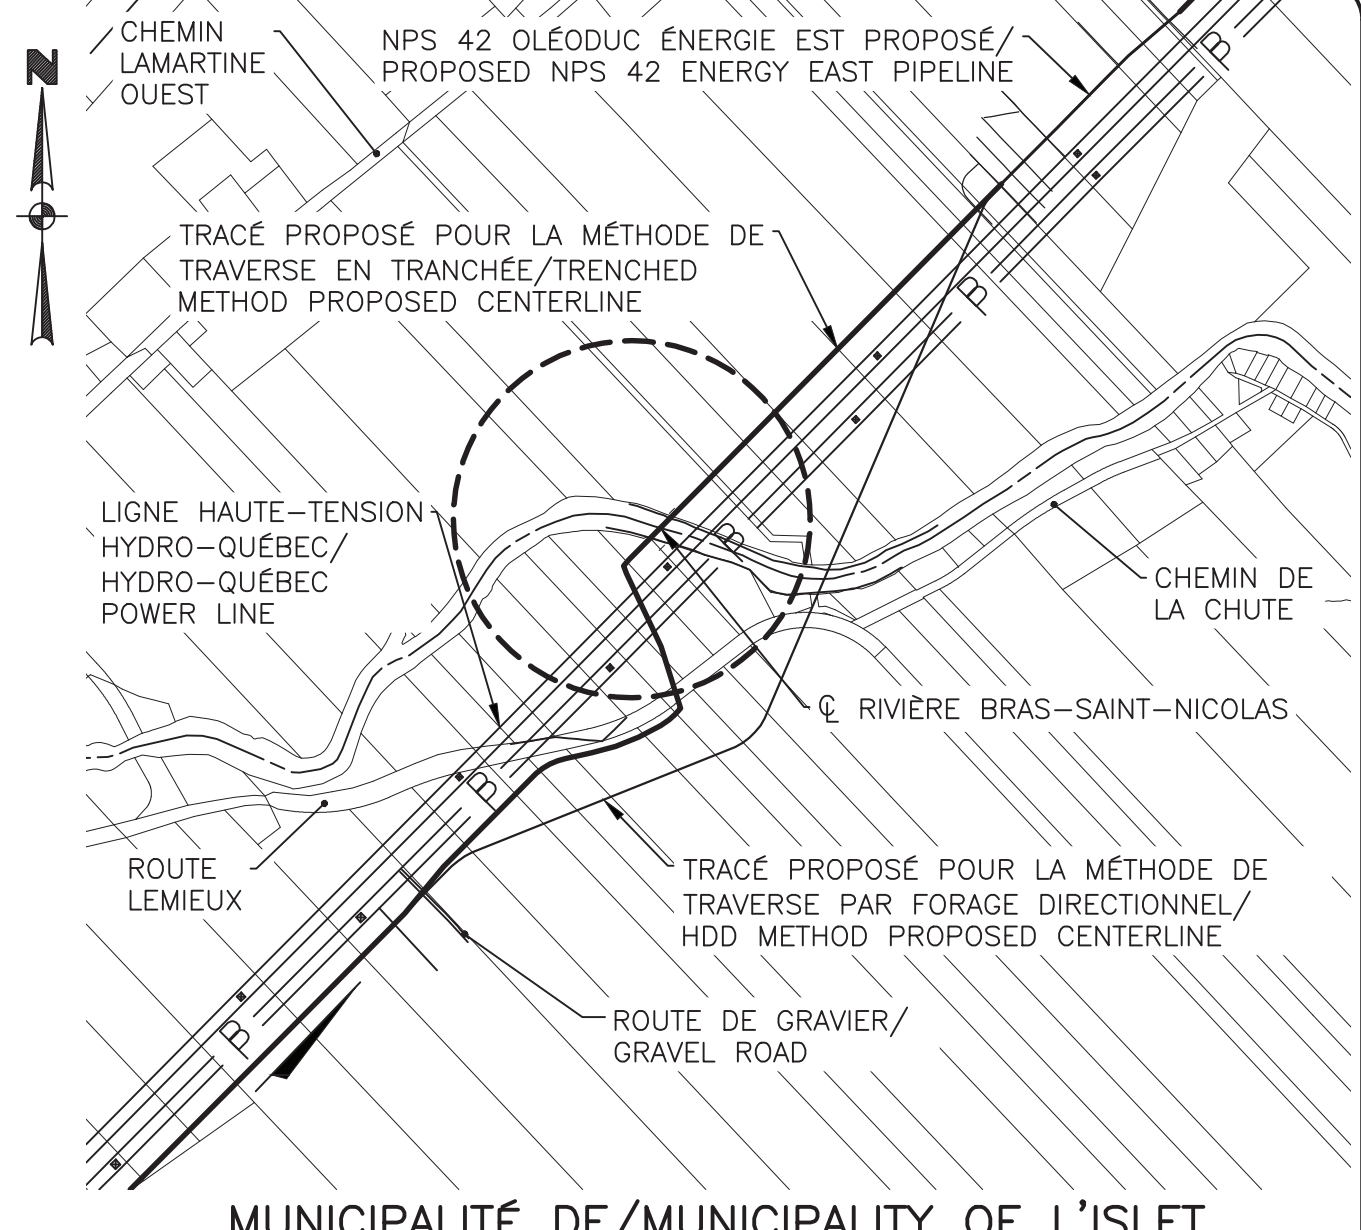 CHEMIN
LAMARTINE
OUEST
N
NPS 42 OLÉODUC ÉNERGIE EST PROPOSÉ/
PROPOSED NPS 42 ENERGY EAST PIPELINE
B
TRACÉ PROPOSÉ POUR LA MÉTHODE DE
TRAVERSE EN TRANCHÉE/TRENCHED
METHOD PROPOSED CENTERLINE
B
LIGNE HAUTE-TENSION
HYDRO-QUÉBEC/
HYDRO-QUÉBEC
POWER LINE
B
CHEMIN DE
LA CHUTE
℄ RIVIÈRE BRAS-SAINT-NICOLAS
B
ROUTE
LEMIEUX
TRACÉ PROPOSÉ POUR LA MÉTHODE DE
TRAVERSE PAR FORAGE DIRECTIONNEL/
HDD METHOD PROPOSED CENTERLINE
B
ROUTE DE GRAVIER/
GRAVEL ROAD
MUNICIPALITÉ DE/MUNICIPALITY OF L'ISLET